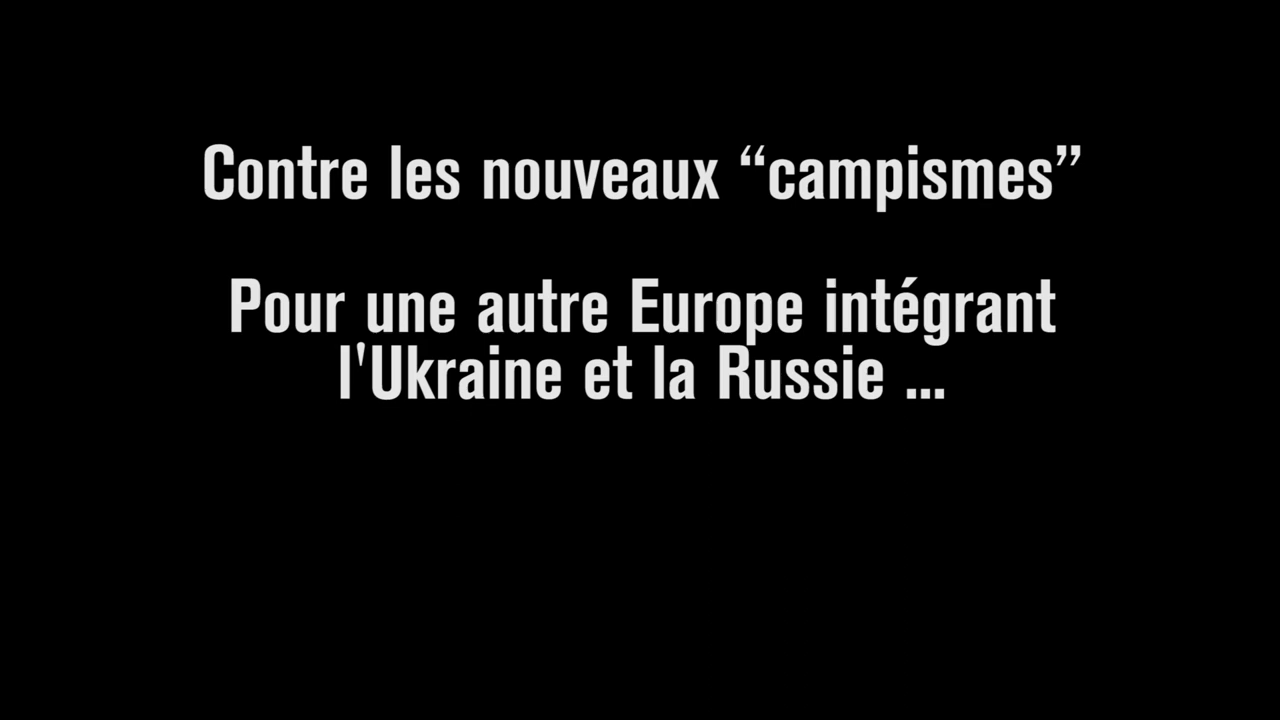 Contre les nouveaux “campismes”
Pour une autre Europe intégrant
l'Ukraine et la Russie ...